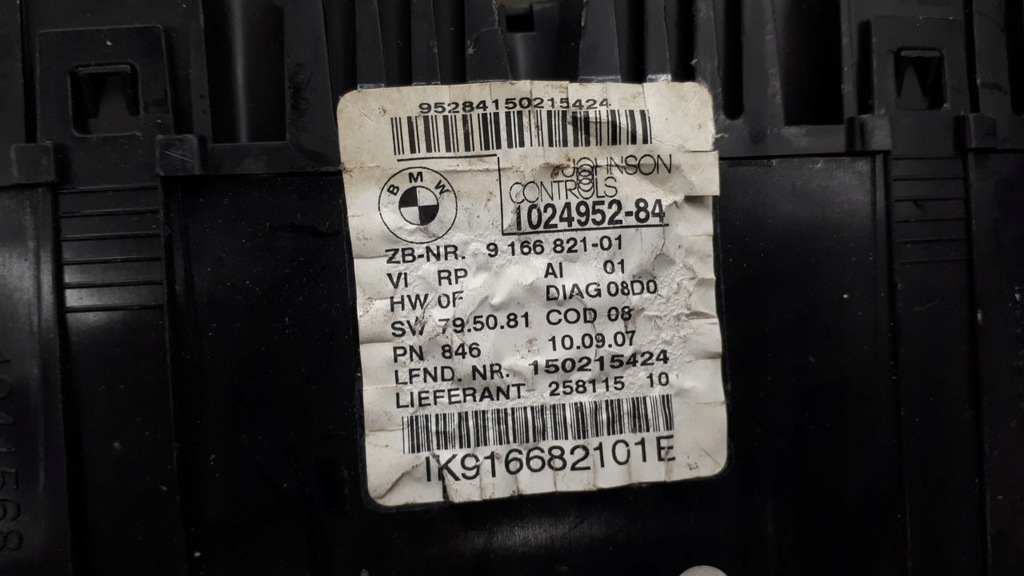 95284150215424
BMW
JOHNSON
CONTROLS
1024952-84
ZB-NR. 9 166 821-01
VI RP AI 01
HW 0F DIAG 08D0
SW 79.50.81 COD 08
PN 846 10.09.07
LFND. NR. 150215424
LIEFERANT 258115 10
IK916682101E